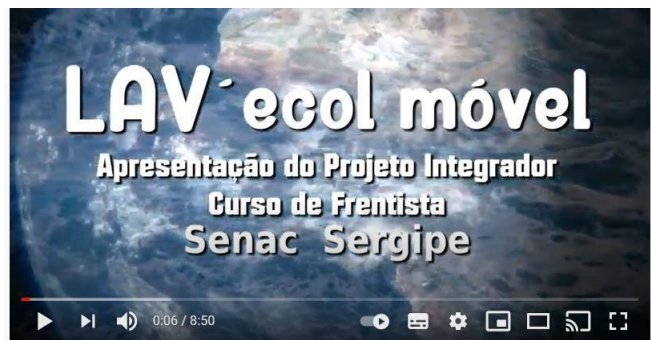 LAV´ecol móvel
Apresentação do Projeto Integrador
Curso de Frentista
Senac Sergipe
0:06 / 8:50